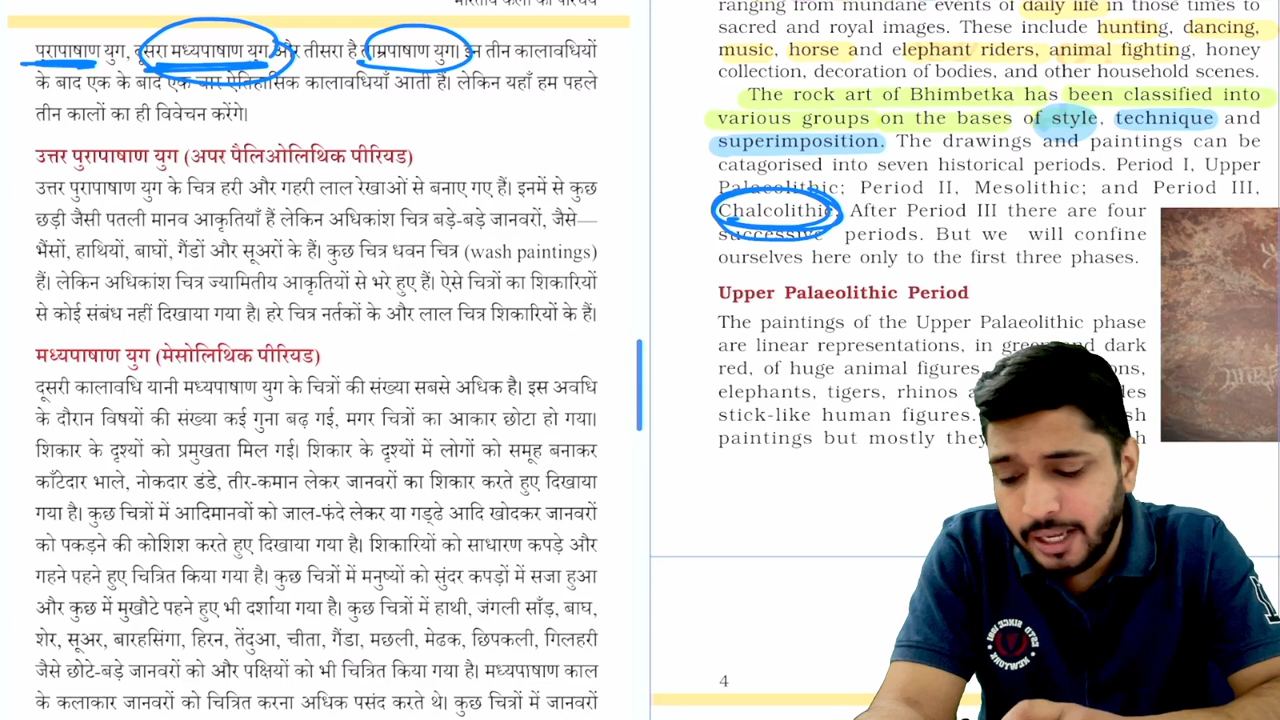 भारतीय कला का परिचय
पुरापाषाण युग, दूसरा मध्यपाषाण युग और तीसरा है ताम्रपाषाण युग। इन तीन कालावधियों
के बाद एक के बाद एक चार ऐतिहासिक कालावधियाँ आती हैं। लेकिन यहाँ हम पहले
तीन कालों का ही विवेचन करेंगे।
उत्तर पुरापाषाण युग (अपर पैलिओलिथिक पीरियड)
उत्तर पुरापाषाण युग के चित्र हरी और गहरी लाल रेखाओं से बनाए गए हैं। इनमें से कुछ
छड़ी जैसी पतली मानव आकृतियाँ हैं लेकिन अधिकांश चित्र बड़े-बड़े जानवरों, जैसे—
भैंसों, हाथियों, बाघों, गैंडों और सूअरों के हैं। कुछ चित्र धवन चित्र (wash paintings)
हैं। लेकिन अधिकांश चित्र ज्यामितीय आकृतियों से भरे हुए हैं। ऐसे चित्रों का शिकारियों
से कोई संबंध नहीं दिखाया गया है। हरे चित्र नर्तकों के और लाल चित्र शिकारियों के हैं।
मध्यपाषाण युग (मेसोलिथिक पीरियड)
दूसरी कालावधि यानी मध्यपाषाण युग के चित्रों की संख्या सबसे अधिक है। इस अवधि
के दौरान विषयों की संख्या कई गुना बढ़ गई, मगर चित्रों का आकार छोटा हो गया।
शिकार के दृश्यों को प्रमुखता मिल गई। शिकार के दृश्यों में लोगों को समूह बनाकर
काँटेदार भाले, नोकदार डंडे, तीर-कमान लेकर जानवरों का शिकार करते हुए दिखाया
गया है। कुछ चित्रों में आदिमानवों को जाल-फंदे लेकर या गड्ढे आदि खोदकर जानवरों
को पकड़ने की कोशिश करते हुए दिखाया गया है। शिकारियों को साधारण कपड़े और
गहने पहने हुए चित्रित किया गया है। कुछ चित्रों में मनुष्यों को सुंदर कपड़ों में सजा हुआ
और कुछ में मुखौटे पहने हुए भी दर्शाया गया है। कुछ चित्रों में हाथी, जंगली साँड़, बाघ,
शेर, सूअर, बारहसिंगा, हिरन, तेंदुआ, चीता, गैंडा, मछली, मेढक, छिपकली, गिलहरी
जैसे छोटे-बड़े जानवरों को और पक्षियों को भी चित्रित किया गया है। मध्यपाषाण काल
के कलाकार जानवरों को चित्रित करना अधिक पसंद करते थे। कुछ चित्रों में जानवरों
ranging from mundane events of daily life in those times to
sacred and royal images. These include hunting, dancing,
music, horse and elephant riders, animal fighting, honey
collection, decoration of bodies, and other household scenes.
The rock art of Bhimbetka has been classified into
various groups on the bases of style, technique and
superimposition. The drawings and paintings can be
catagorised into seven historical periods. Period I, Upper
Palaeolithic; Period II, Mesolithic; and Period III,
Chalcolithic. After Period III there are four
successive periods. But we will confine
ourselves here only to the first three phases.
Upper Palaeolithic Period
The paintings of the Upper Palaeolithic phase
are linear representations, in green and dark
red, of huge animal figures,
elephants, tigers, rhinos
stick-like human figures.
paintings but mostly they
4